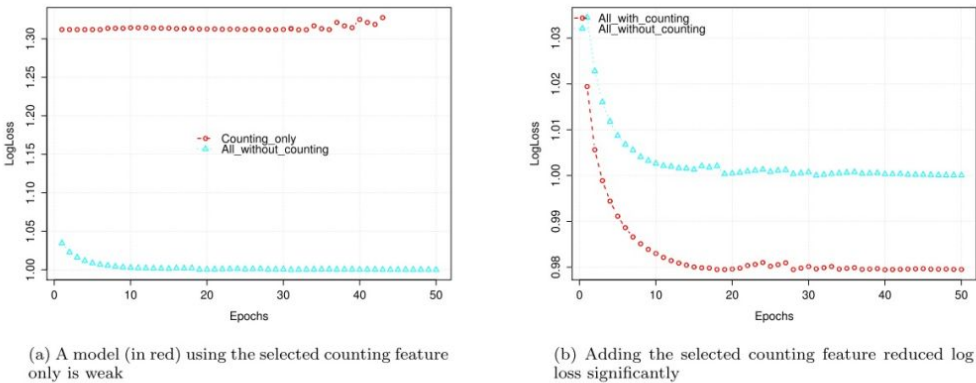 LogLoss
1.30
1.25
1.20
1.15
1.10
1.05
1.00
Counting_only
All_without_counting
0
10
20
30
40
50
Epochs
(a) A model (in red) using the selected counting feature
only is weak
LogLoss
1.03
1.02
1.01
1.00
0.99
0.98
All_with_counting
All_without_counting
0
10
20
30
40
50
Epochs
(b) Adding the selected counting feature reduced log
loss significantly